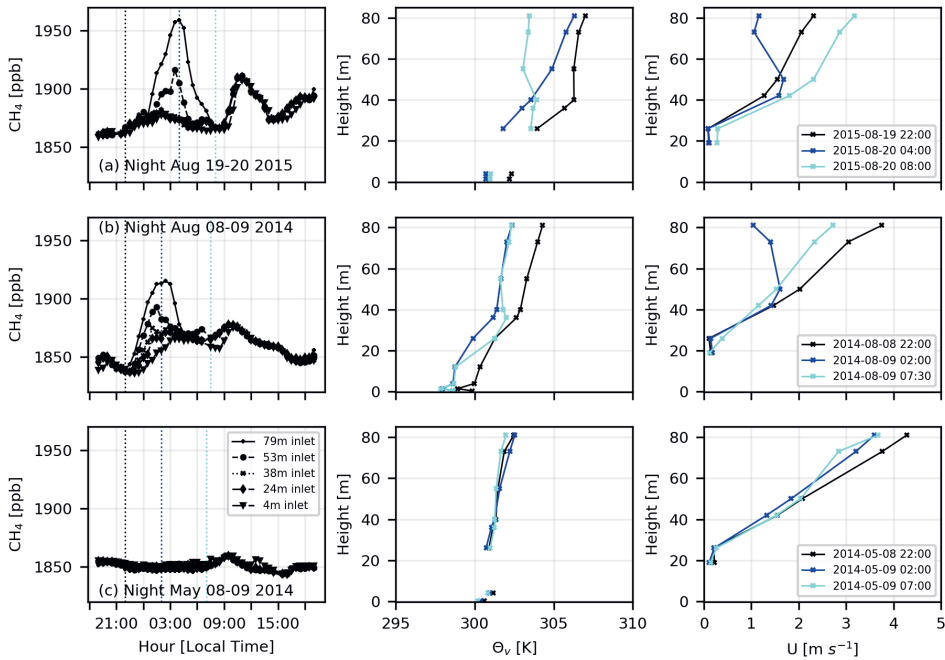 1950
1900
1850
CH₄ [ppb]
(a) Night Aug 19-20 2015
80
60
40
20
0
Height [m]
80
60
40
20
0
Height [m]
2015-08-19 22:00
2015-08-20 04:00
2015-08-20 08:00
(b) Night Aug 08-09 2014
1950
1900
1850
CH₄ [ppb]
80
60
40
20
0
Height [m]
80
60
40
20
0
Height [m]
2014-08-08 22:00
2014-08-09 02:00
2014-08-09 07:30
1950
1900
1850
CH₄ [ppb]
79m inlet
53m inlet
38m inlet
24m inlet
4m inlet
(c) Night May 08-09 2014
21:00 03:00 09:00 15:00
Hour [Local Time]
80
60
40
20
0
Height [m]
295 300 305 310
Θᵥ [K]
80
60
40
20
0
Height [m]
2014-05-08 22:00
2014-05-09 02:00
2014-05-09 07:00
0 1 2 3 4 5
U [m s⁻¹]